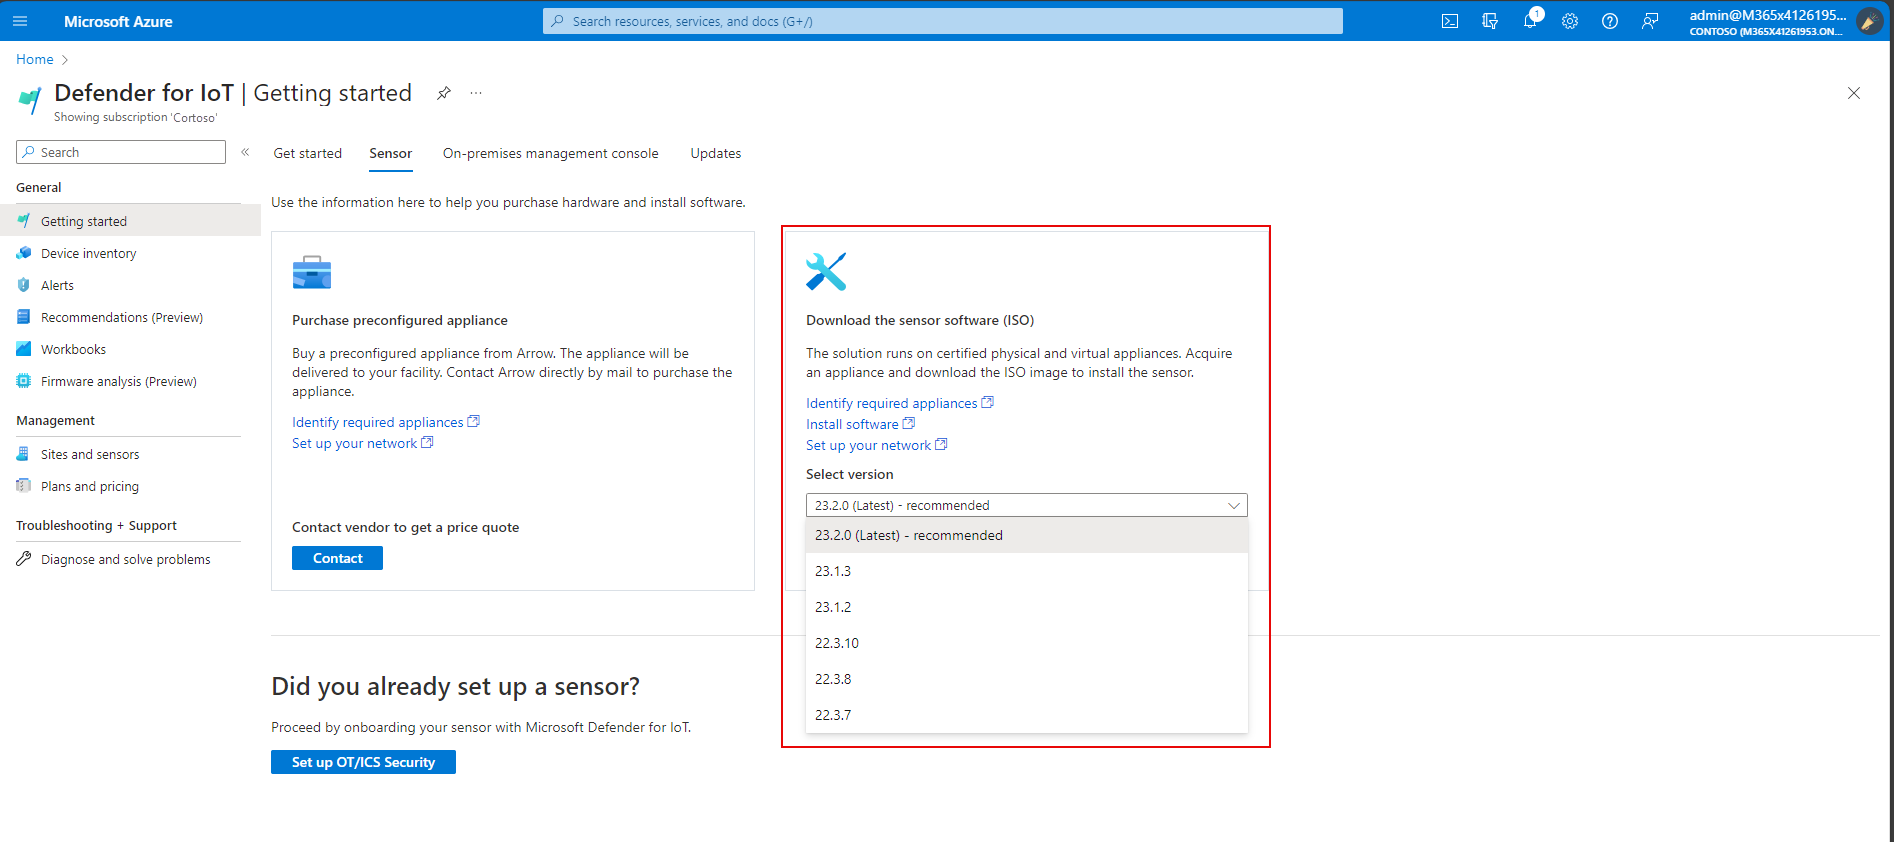 Microsoft Azure
Search resources, services, and docs (G+/)
1
admin@M365x4126195...
CONTOSO (M365X41261953.ON...
Home
Defender for IoT | Getting started
Showing subscription 'Cortoso'
Search
General
Getting started
Device inventory
Alerts
Recommendations (Preview)
Workbooks
Firmware analysis (Preview)
Management
Sites and sensors
Plans and pricing
Troubleshooting + Support
Diagnose and solve problems
Get started
Sensor
On-premises management console
Updates
Use the information here to help you purchase hardware and install software.
Purchase preconfigured appliance
Buy a preconfigured appliance from Arrow. The appliance will be
delivered to your facility. Contact Arrow directly by mail to purchase the
appliance.
Identify required appliances
Set up your network
Contact vendor to get a price quote
Contact
Download the sensor software (ISO)
The solution runs on certified physical and virtual appliances. Acquire
an appliance and download the ISO image to install the sensor.
Identify required appliances
Install software
Set up your network
Select version
23.2.0 (Latest) - recommended
23.2.0 (Latest) - recommended
23.1.3
23.1.2
22.3.10
22.3.8
22.3.7
Did you already set up a sensor?
Proceed by onboarding your sensor with Microsoft Defender for IoT.
Set up OT/ICS Security